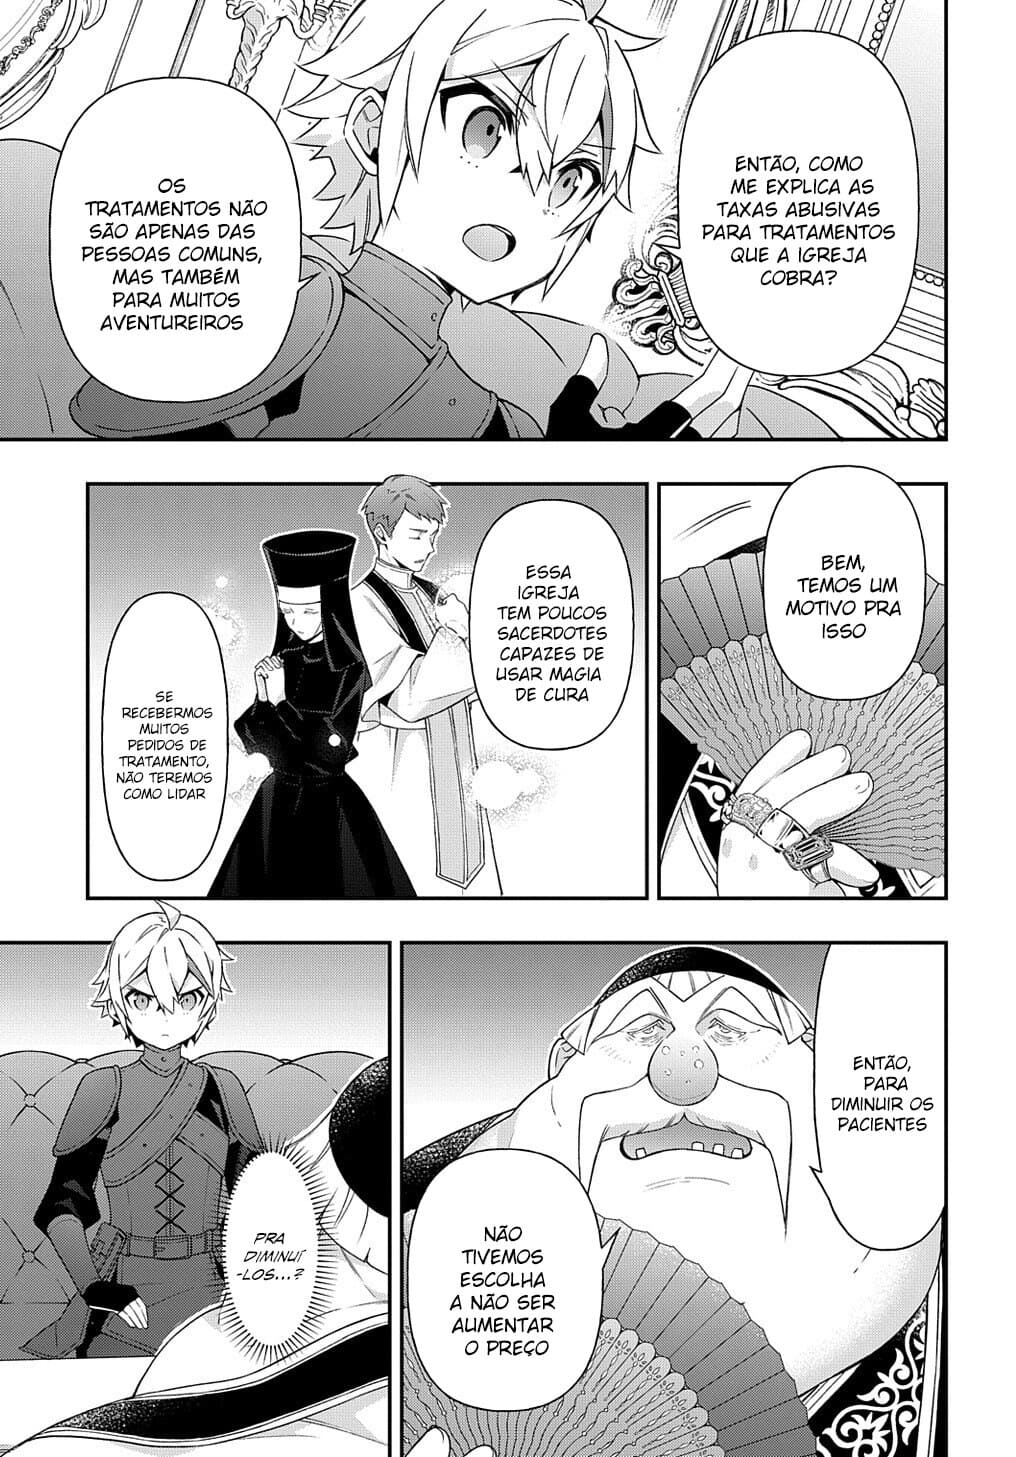 ENTÃO, COMO
ME EXPLICA AS
TAXAS ABUSIVAS
PARA TRATAMENTOS
QUE A IGREJA
COBRA?
OS
TRATAMENTOS NÃO
SÃO APENAS DAS
PESSOAS COMUNS,
MAS TAMBÉM
PARA MUITOS
AVENTUREIROS
BEM,
TEMOS UM
MOTIVO PRA
ISSO
ESSA
IGREJA
TEM POUCOS
SACERDOTES
CAPAZES DE
USAR MAGIA
DE CURA
SE
RECEBERMOS
MUITOS
PEDIDOS DE
TRATAMENTO,
NÃO TEREMOS
COMO LIDAR
ENTÃO,
PARA
DIMINUIR OS
PACIENTES
NÃO
TIVEMOS
ESCOLHA
A NÃO SER
AUMENTAR
O PREÇO
PRA
DIMINUÍ
-LOS...?